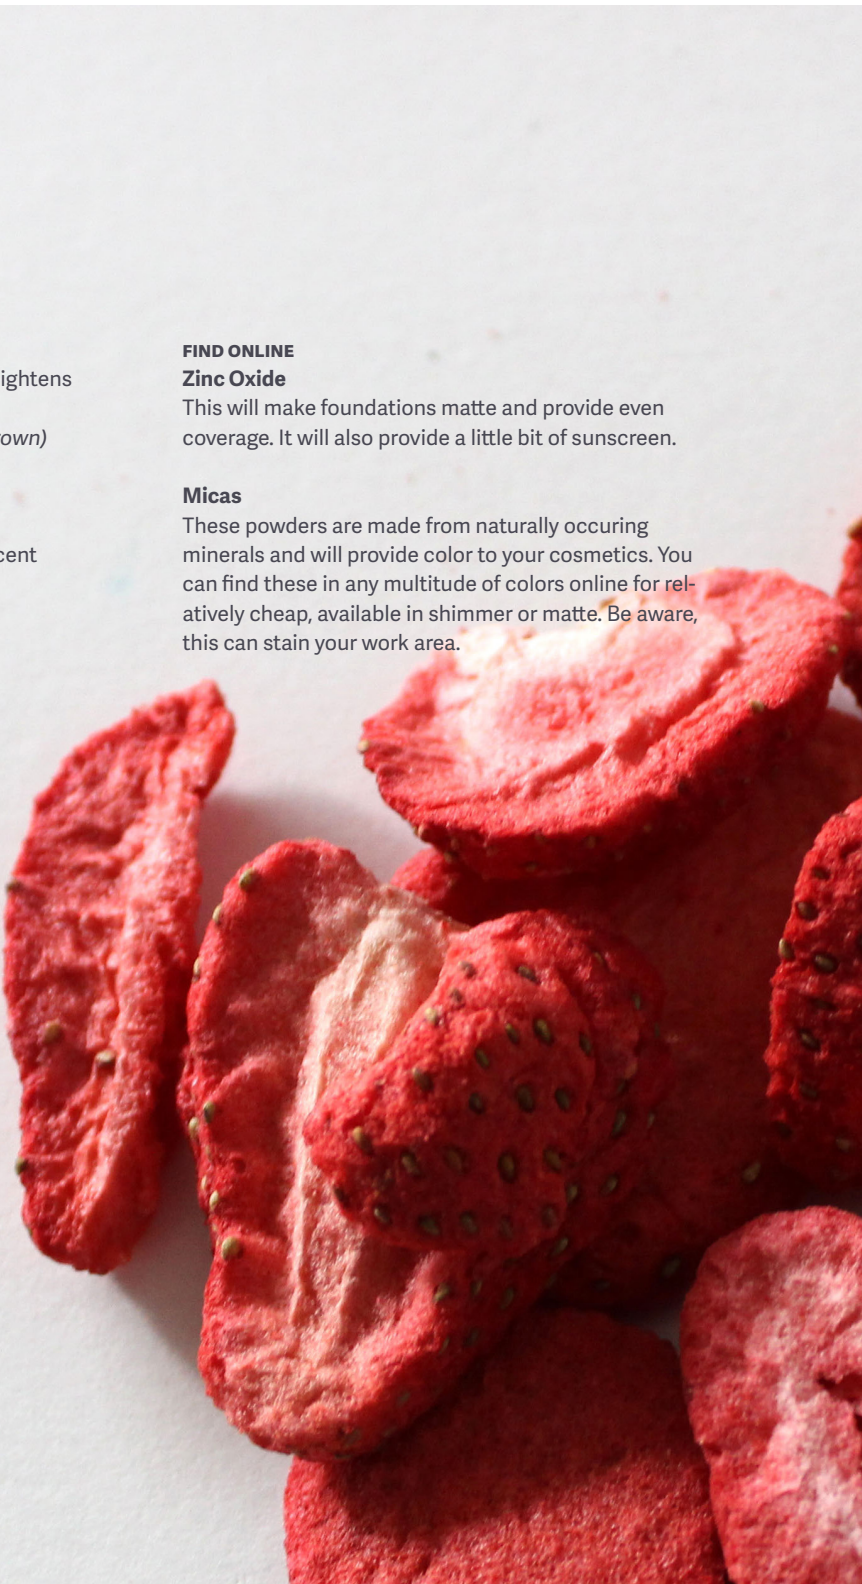 ightens
own)
cent
FIND ONLINE
Zinc Oxide
This will make foundations matte and provide even
coverage. It will also provide a little bit of sunscreen.
Micas
These powders are made from naturally occuring
minerals and will provide color to your cosmetics. You
can find these in any multitude of colors online for rel-
atively cheap, available in shimmer or matte. Be aware,
this can stain your work area.